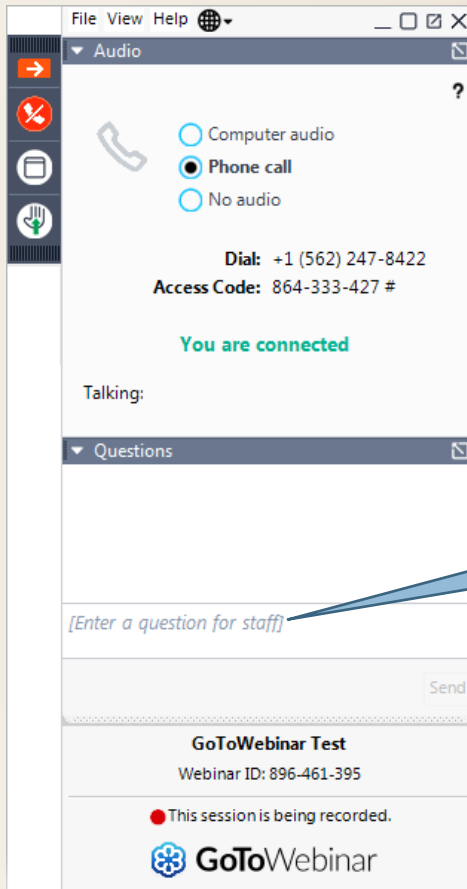 File View Help
Audio
?
Computer audio
Phone call
No audio
Dial: +1 (562) 247-8422
Access Code: 864-333-427 #
You are connected
Talking:
Questions
[Enter a question for staff]
Send
GoToWebinar Test
Webinar ID: 896-461-395
This session is being recorded.
GoToWebinar